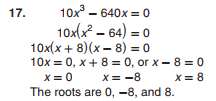 17. 10x³ – 640x = 0
10x(x² – 64) = 0
10x(x + 8)(x – 8) = 0
10x = 0, x + 8 = 0, or x – 8 = 0
x = 0 x = –8 x = 8
The roots are 0, –8, and 8.